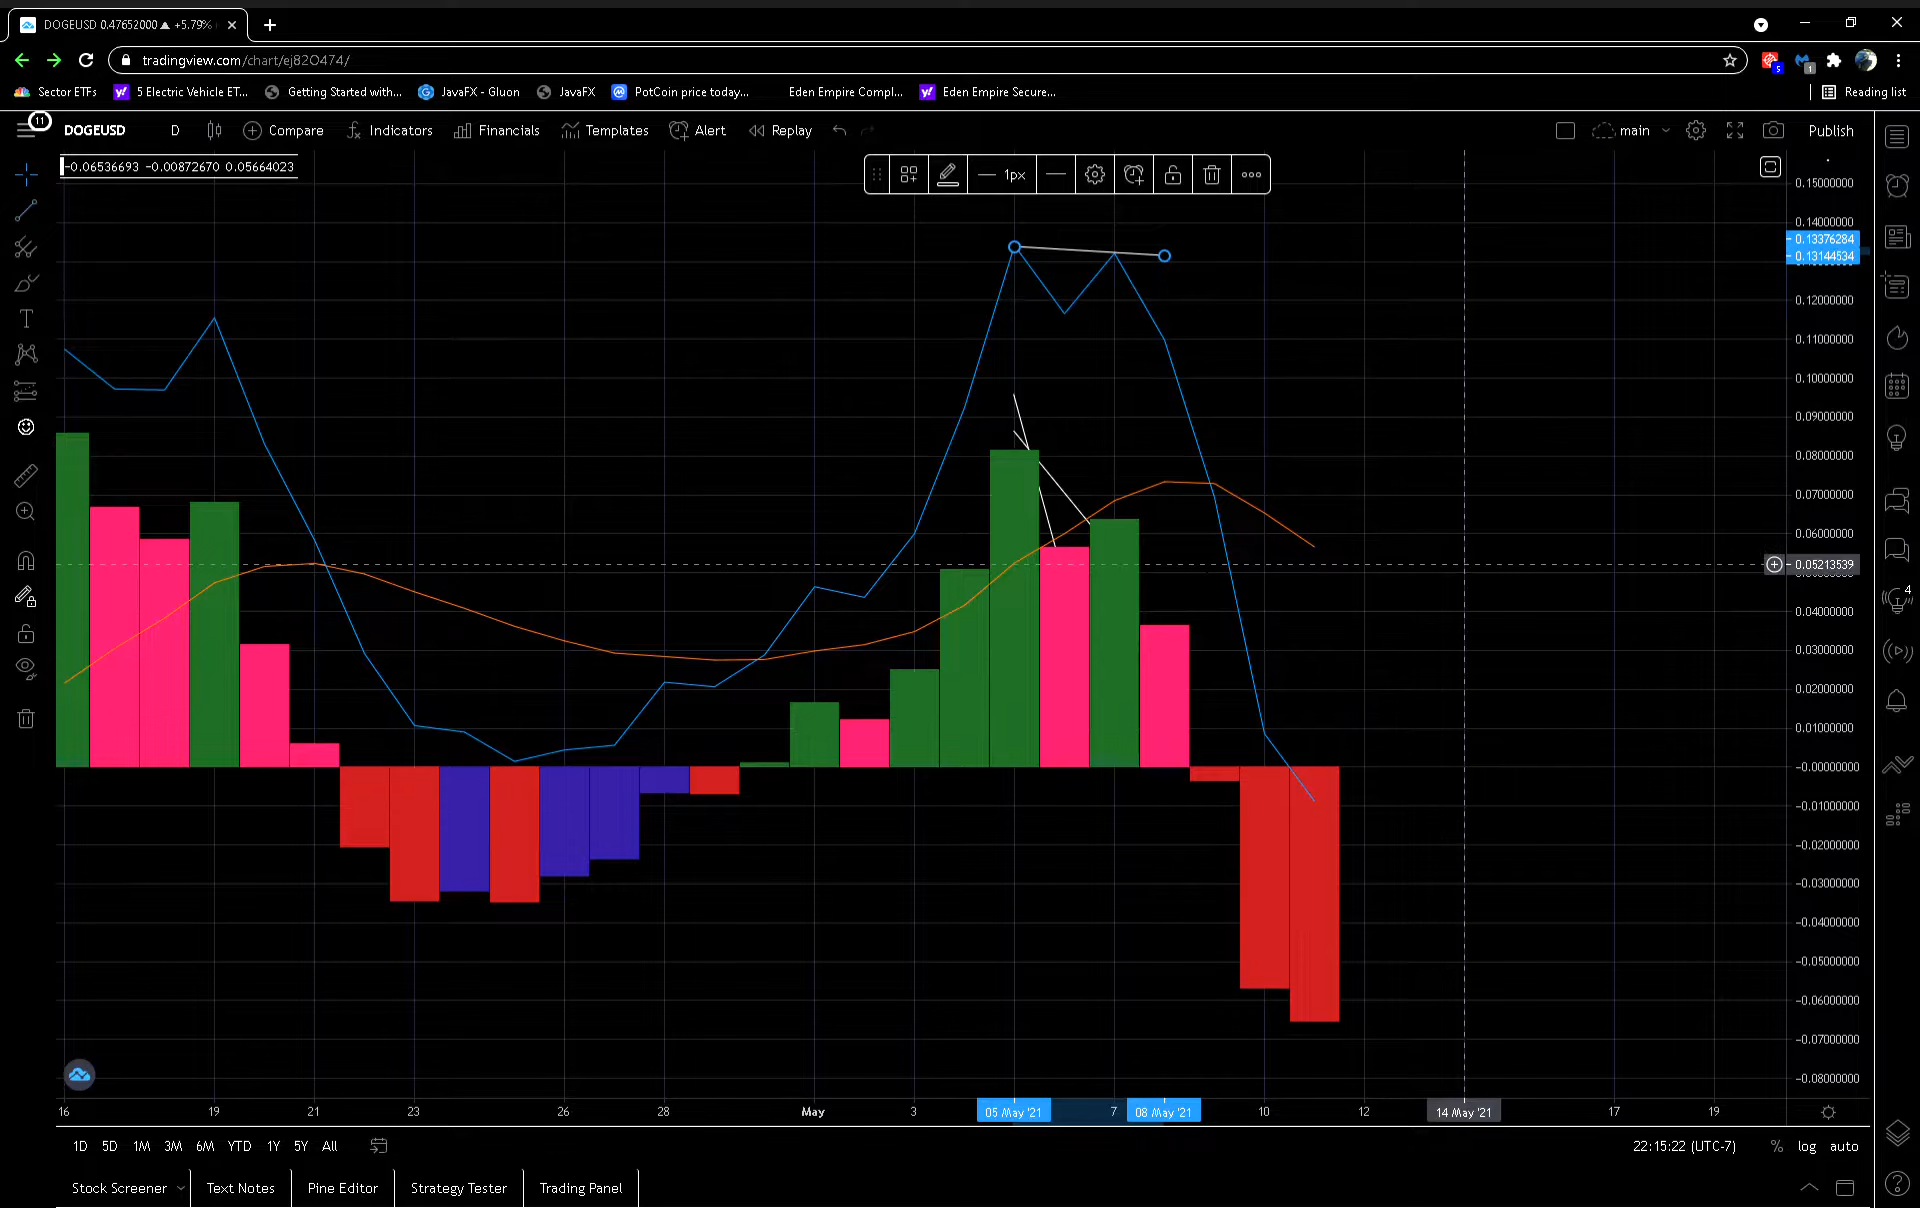 DOGEUSD 0.47652000 ▲ +5.79%
tradingview.com/chart/ej82O474/
5
1
Sector ETFs
5 Electric Vehicle ET...
Getting Started with...
JavaFX - Gluon
JavaFX
PotCoin price today...
Eden Empire Compl...
Eden Empire Secure...
Reading list
11
DOGEUSD
D
Compare
Indicators
Financials
Templates
Alert
Replay
main
Publish
−0.06536693 −0.00872670 0.05664023
1px
0.15000000
0.14000000
0.13376284
0.13144534
0.12000000
0.11000000
0.10000000
0.09000000
0.08000000
0.07000000
0.06000000
0.05213539
0.04000000
0.03000000
0.02000000
0.01000000
−0.00000000
−0.01000000
−0.02000000
−0.03000000
−0.04000000
−0.05000000
−0.06000000
−0.07000000
−0.08000000
4
16
19
21
23
26
28
May
3
05 May '21
7
08 May '21
10
12
14 May '21
17
19
1D
5D
1M
3M
6M
YTD
1Y
5Y
All
22:15:22 (UTC-7)
%
log
auto
Stock Screener
Text Notes
Pine Editor
Strategy Tester
Trading Panel